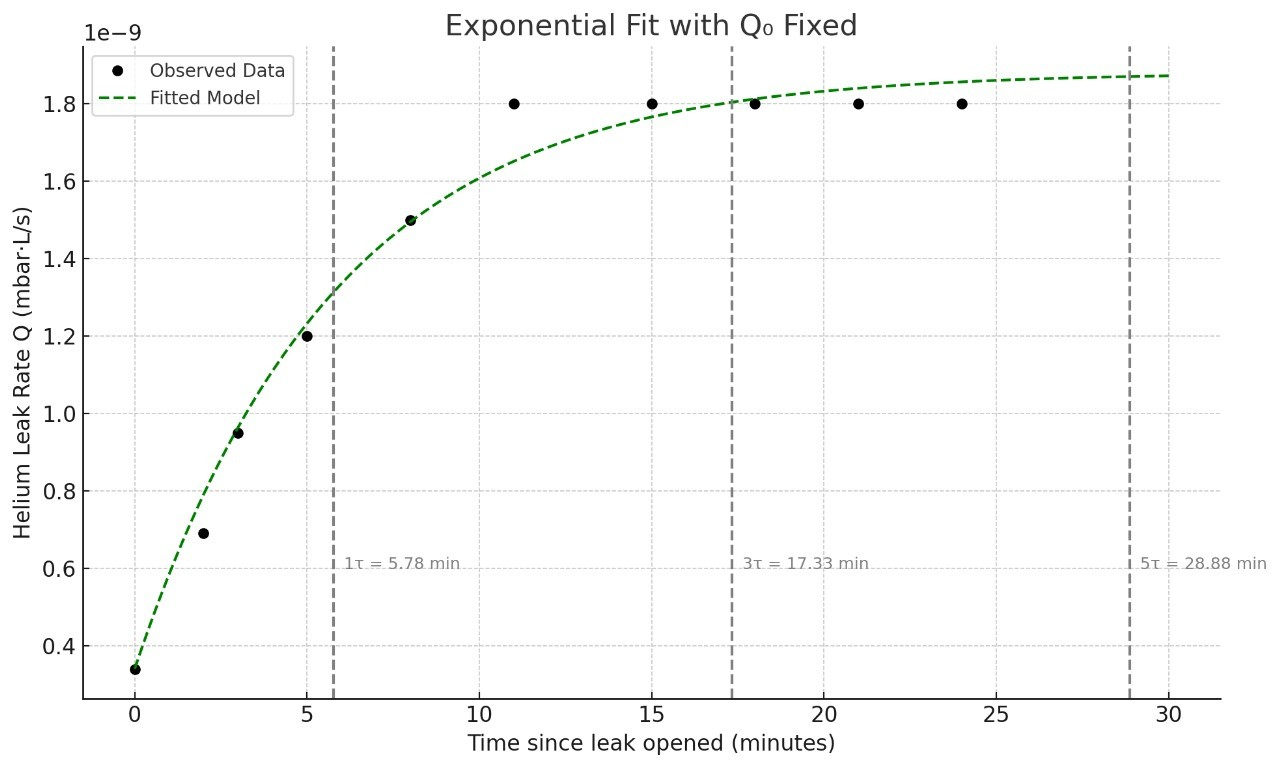 Exponential Fit with Q₀ Fixed
1e−9
Observed Data
Fitted Model
1.8
1.6
1.4
1.2
1.0
0.8
0.6
0.4
Helium Leak Rate Q (mbar·L/s)
1τ = 5.78 min
3τ = 17.33 min
5τ = 28.88 min
0 5 10 15 20 25 30
Time since leak opened (minutes)